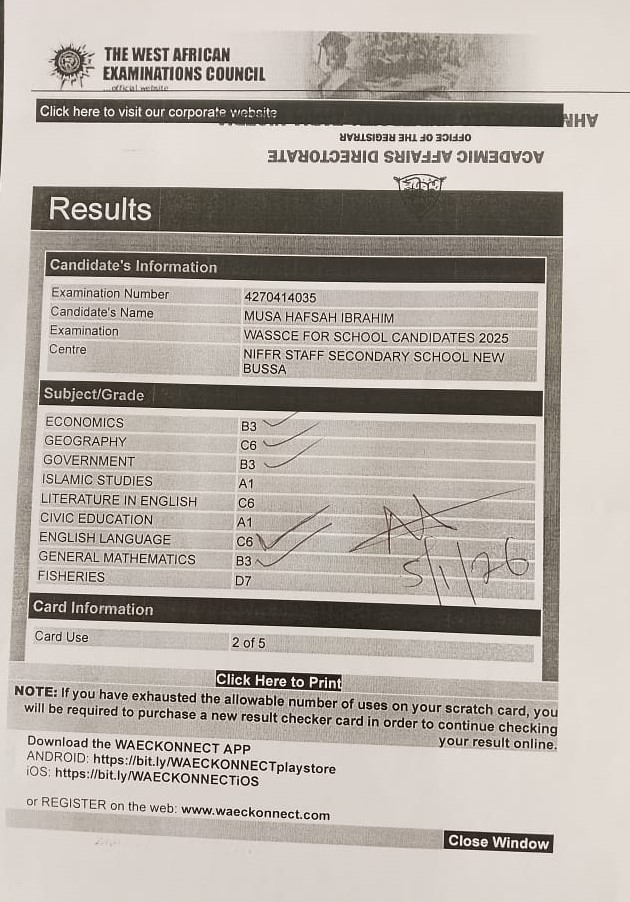 THE WEST AFRICAN
EXAMINATIONS COUNCIL
...official website
Click here to visit our corporate website
OFFICE OF THE REGISTRAR
ACADEMIC AFFAIRS DIRECTORATE
Results
Candidate's Information
Examination Number 4270414035
Candidate's Name MUSA HAFSAH IBRAHIM
Examination WASSCE FOR SCHOOL CANDIDATES 2025
Centre NIFFR STAFF SECONDARY SCHOOL NEW
BUSSA
Subject/Grade
ECONOMICS B3
GEOGRAPHY C6
GOVERNMENT B3
ISLAMIC STUDIES A1
LITERATURE IN ENGLISH C6
CIVIC EDUCATION A1
ENGLISH LANGUAGE C6
GENERAL MATHEMATICS B3
FISHERIES D7
5/1/26
Card Information
Card Use 2 of 5
Click Here to Print
NOTE: If you have exhausted the allowable number of uses on your scratch card, you
will be required to purchase a new result checker card in order to continue checking
your result online.
Download the WAECKONNECT APP
ANDROID: https://bit.ly/WAECKONNECTplaystore
iOS: https://bit.ly/WAECKONNECTiOS
or REGISTER on the web: www.waeckonnect.com
Close Window